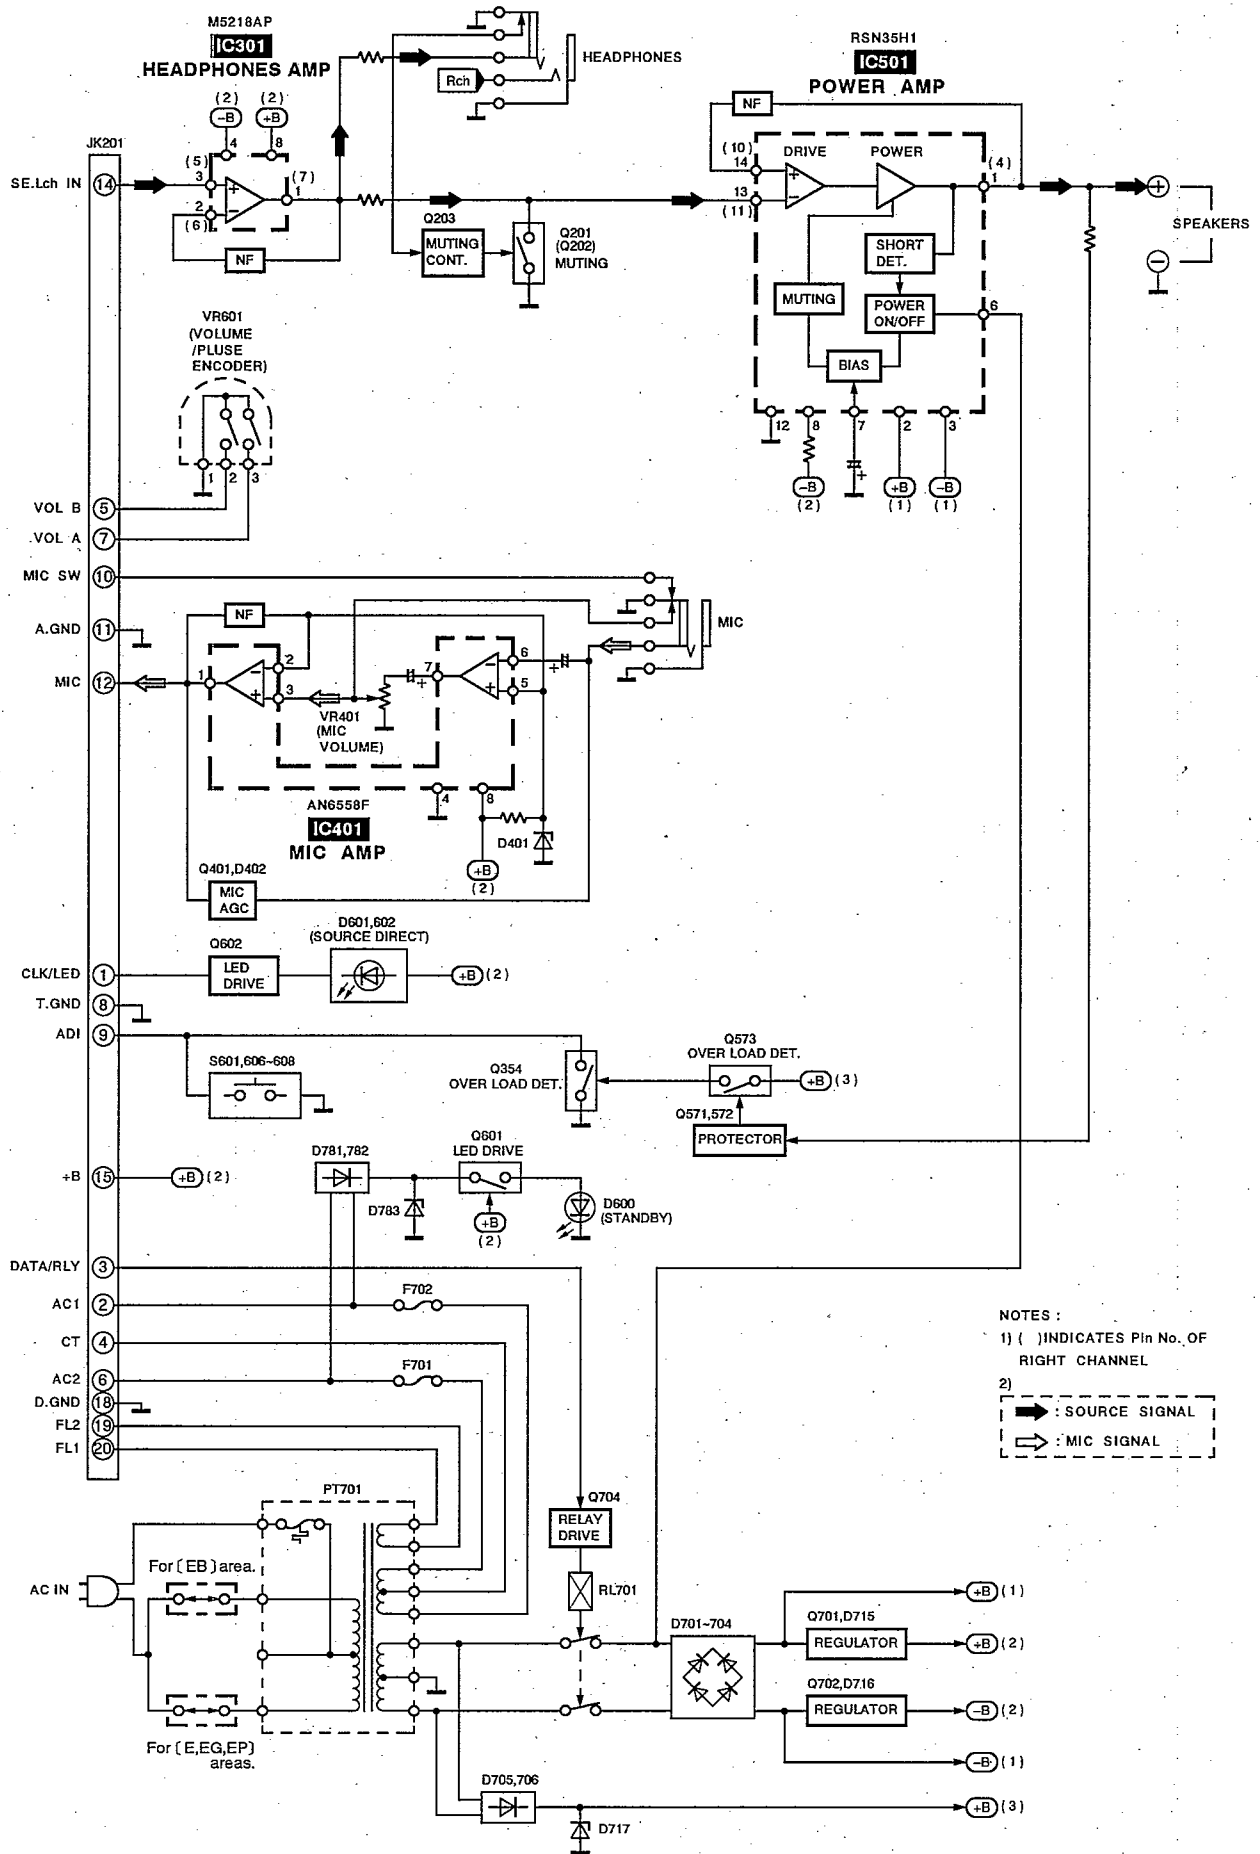 M5218AP
IC301
HEADPHONES AMP
(2)
(2)
-B
+B
4
8
JK201
SE.Lch IN
14
(5)
3
+
2
-
(6)
(7)
1
NF
Rch
HEADPHONES
Q203
MUTING
CONT.
Q201
(Q202)
MUTING
RSN35H1
IC501
POWER AMP
NF
(10)
14
13
(11)
DRIVE
POWER
+
-
(4)
1
SHORT
DET.
MUTING
POWER
ON/OFF
6
BIAS
12
8
7
2
3
+
-B
(2)
+B
(1)
-B
(1)
+
-
SPEAKERS
VR601
(VOLUME
/PLUSE
ENCODER)
1
2
3
VOL B
5
VOL A
7
MIC SW
10
A.GND
11
MIC
12
NF
MIC
1
2
-
+
3
7
+
-
6
+
5
+
VR401
(MIC
VOLUME)
4
8
AN6558F
IC401
MIC AMP
D401
+B
(2)
Q401,D402
MIC
AGC
Q602
LED
DRIVE
D601,602
(SOURCE DIRECT)
+B (2)
CLK/LED
1
T.GND
8
ADI
9
S601,606~608
Q354
OVER LOAD DET.
Q573
OVER LOAD DET.
+B (3)
Q571,572
PROTECTOR
+B
15
+B (2)
D781,782
D783
Q601
LED DRIVE
+B
(2)
D600
(STANDBY)
DATA/RLY
3
AC1
2
F702
CT
4
AC2
6
F701
D.GND
18
FL2
19
FL1
20
NOTES :
1) ( )INDICATES Pin No. OF
RIGHT CHANNEL
2)
: SOURCE SIGNAL
: MIC SIGNAL
PT701
AC IN
For [EB] area.
For [E,EG,EP]
areas.
Q704
RELAY
DRIVE
RL701
D701~704
Q701,D715
REGULATOR
Q702,D716
REGULATOR
+B (1)
+B (2)
-B (2)
-B (1)
D705,706
D717
+B (3)